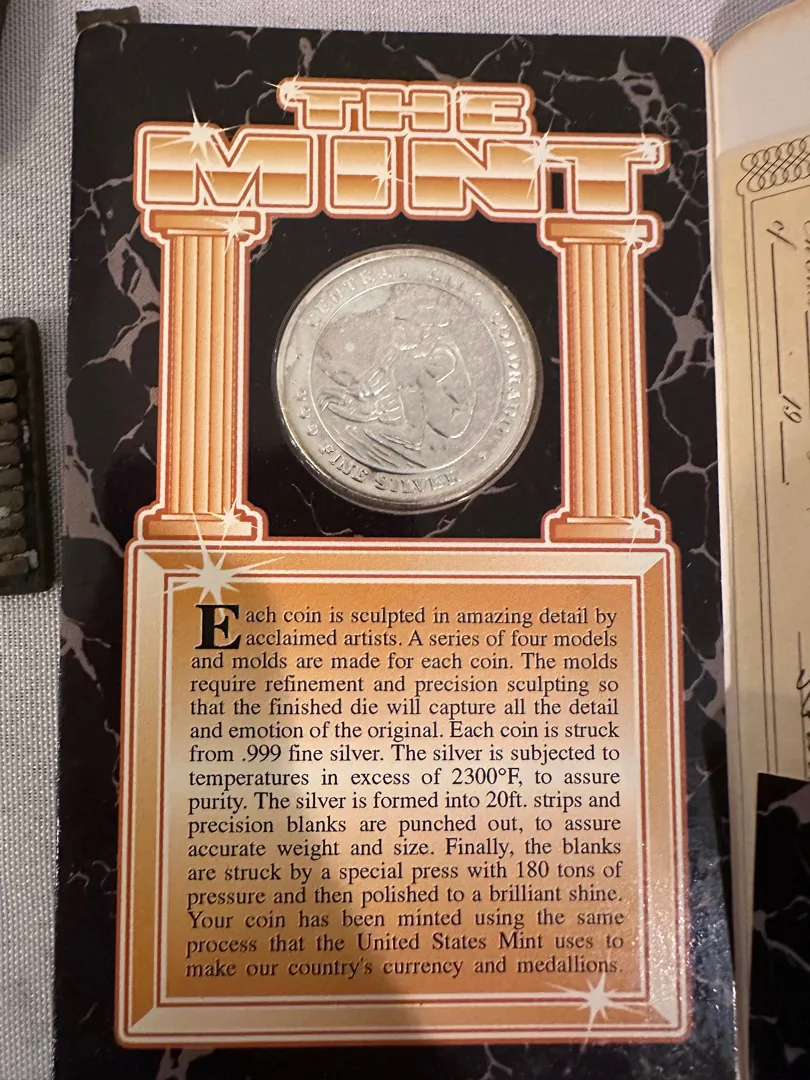 THE
MINT
CENTRAL CITY, COLORADO
.999 FINE SILVER
Each coin is sculpted in amazing detail by
acclaimed artists. A series of four models
and molds are made for each coin. The molds
require refinement and precision sculpting so
that the finished die will capture all the detail
and emotion of the original. Each coin is struck
from .999 fine silver. The silver is subjected to
temperatures in excess of 2300°F, to assure
purity. The silver is formed into 20ft. strips and
precision blanks are punched out, to assure
accurate weight and size. Finally, the blanks
are struck by a special press with 180 tons of
pressure and then polished to a brilliant shine.
Your coin has been minted using the same
process that the United States Mint uses to
make our country's currency and medallions.
19